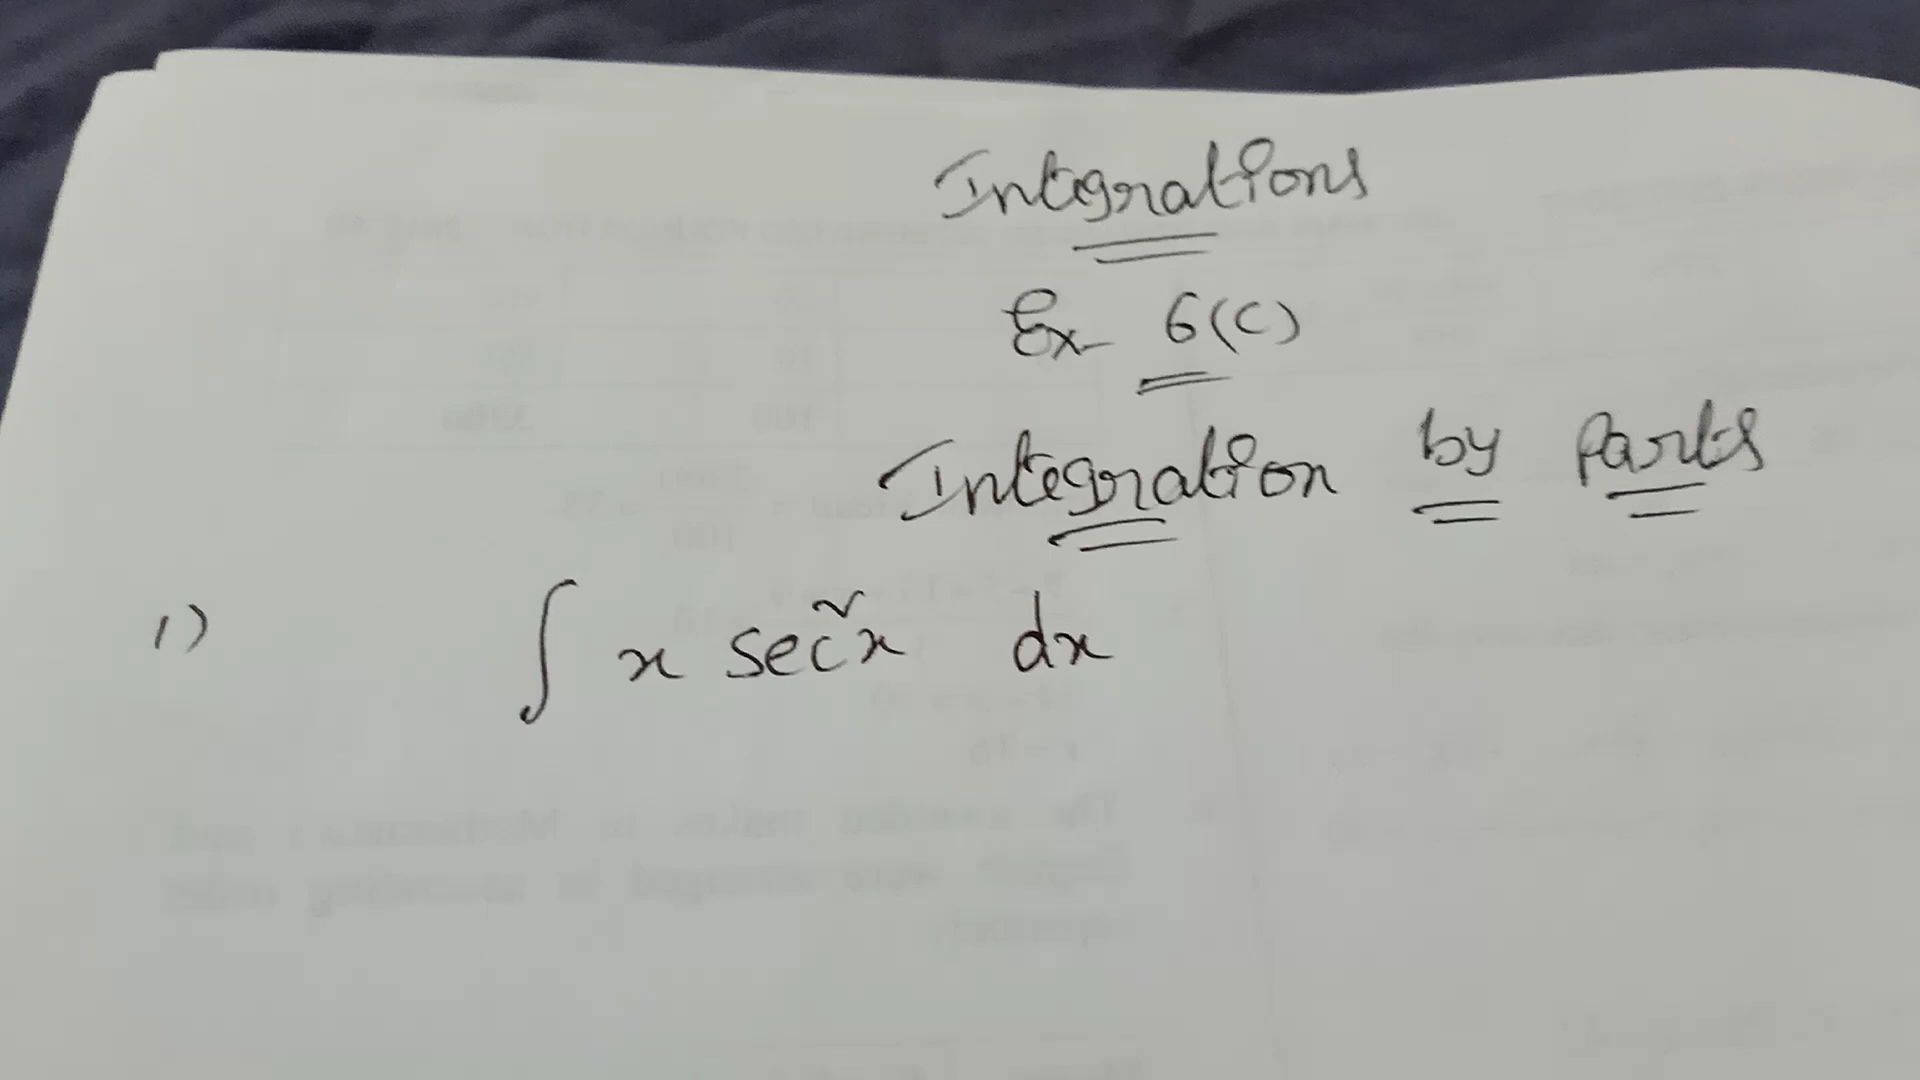 Integrations
Ex- 6(C)
Integration by Parts
1) ∫ x sec²x dx